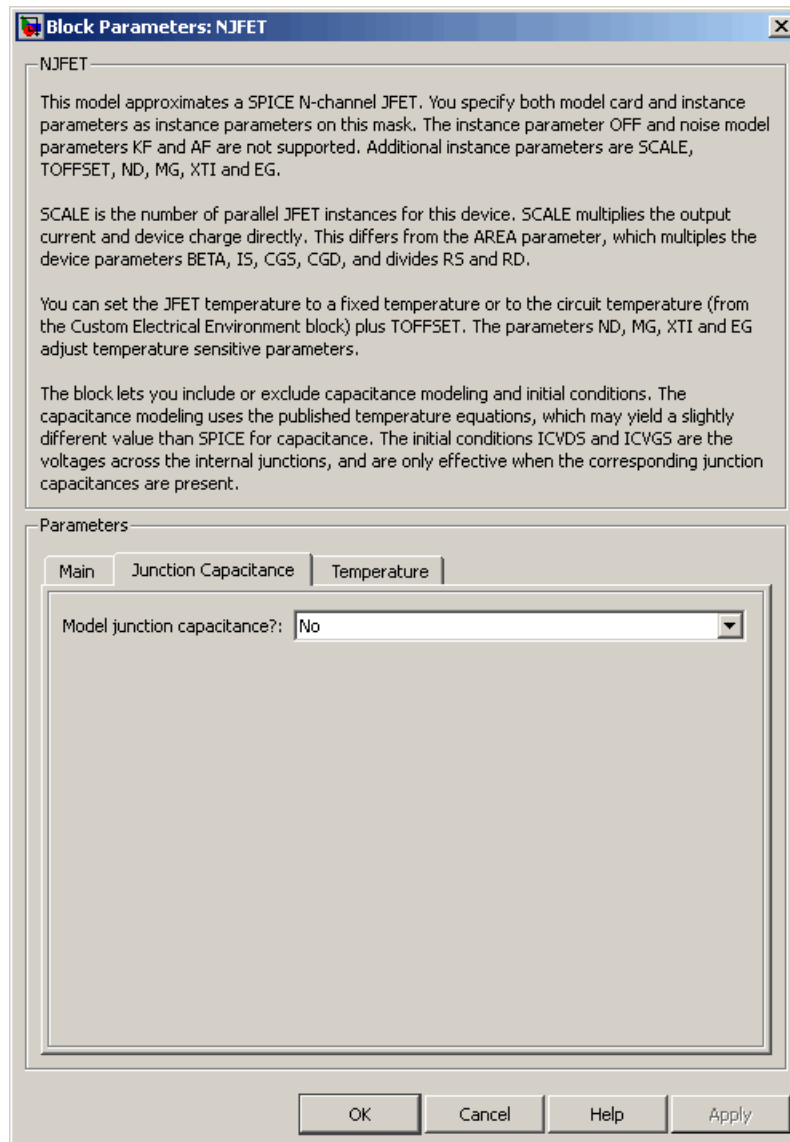 Block Parameters: NJFET
NJFET
This model approximates a SPICE N-channel JFET. You specify both model card and instance
parameters as instance parameters on this mask. The instance parameter OFF and noise model
parameters KF and AF are not supported. Additional instance parameters are SCALE,
TOFFSET, ND, MG, XTI and EG.
SCALE is the number of parallel JFET instances for this device. SCALE multiplies the output
current and device charge directly. This differs from the AREA parameter, which multiples the
device parameters BETA, IS, CGS, CGD, and divides RS and RD.
You can set the JFET temperature to a fixed temperature or to the circuit temperature (from
the Custom Electrical Environment block) plus TOFFSET. The parameters ND, MG, XTI and EG
adjust temperature sensitive parameters.
The block lets you include or exclude capacitance modeling and initial conditions. The
capacitance modeling uses the published temperature equations, which may yield a slightly
different value than SPICE for capacitance. The initial conditions ICVDS and ICVGS are the
voltages across the internal junctions, and are only effective when the corresponding junction
capacitances are present.
Parameters
Main Junction Capacitance Temperature
Model junction capacitance?: No
OK Cancel Help Apply